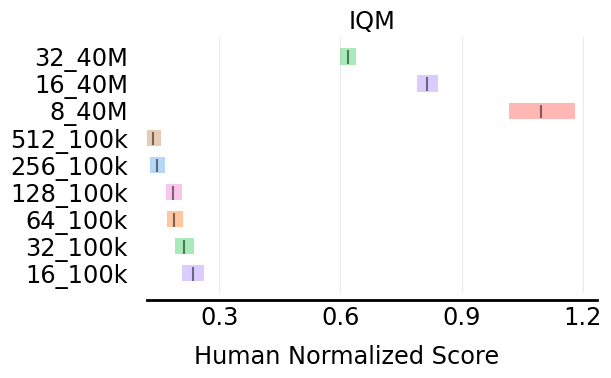 IQM
32_40M
16_40M
8_40M
512_100k
256_100k
128_100k
64_100k
32_100k
16_100k
0.3 0.6 0.9 1.2
Human Normalized Score